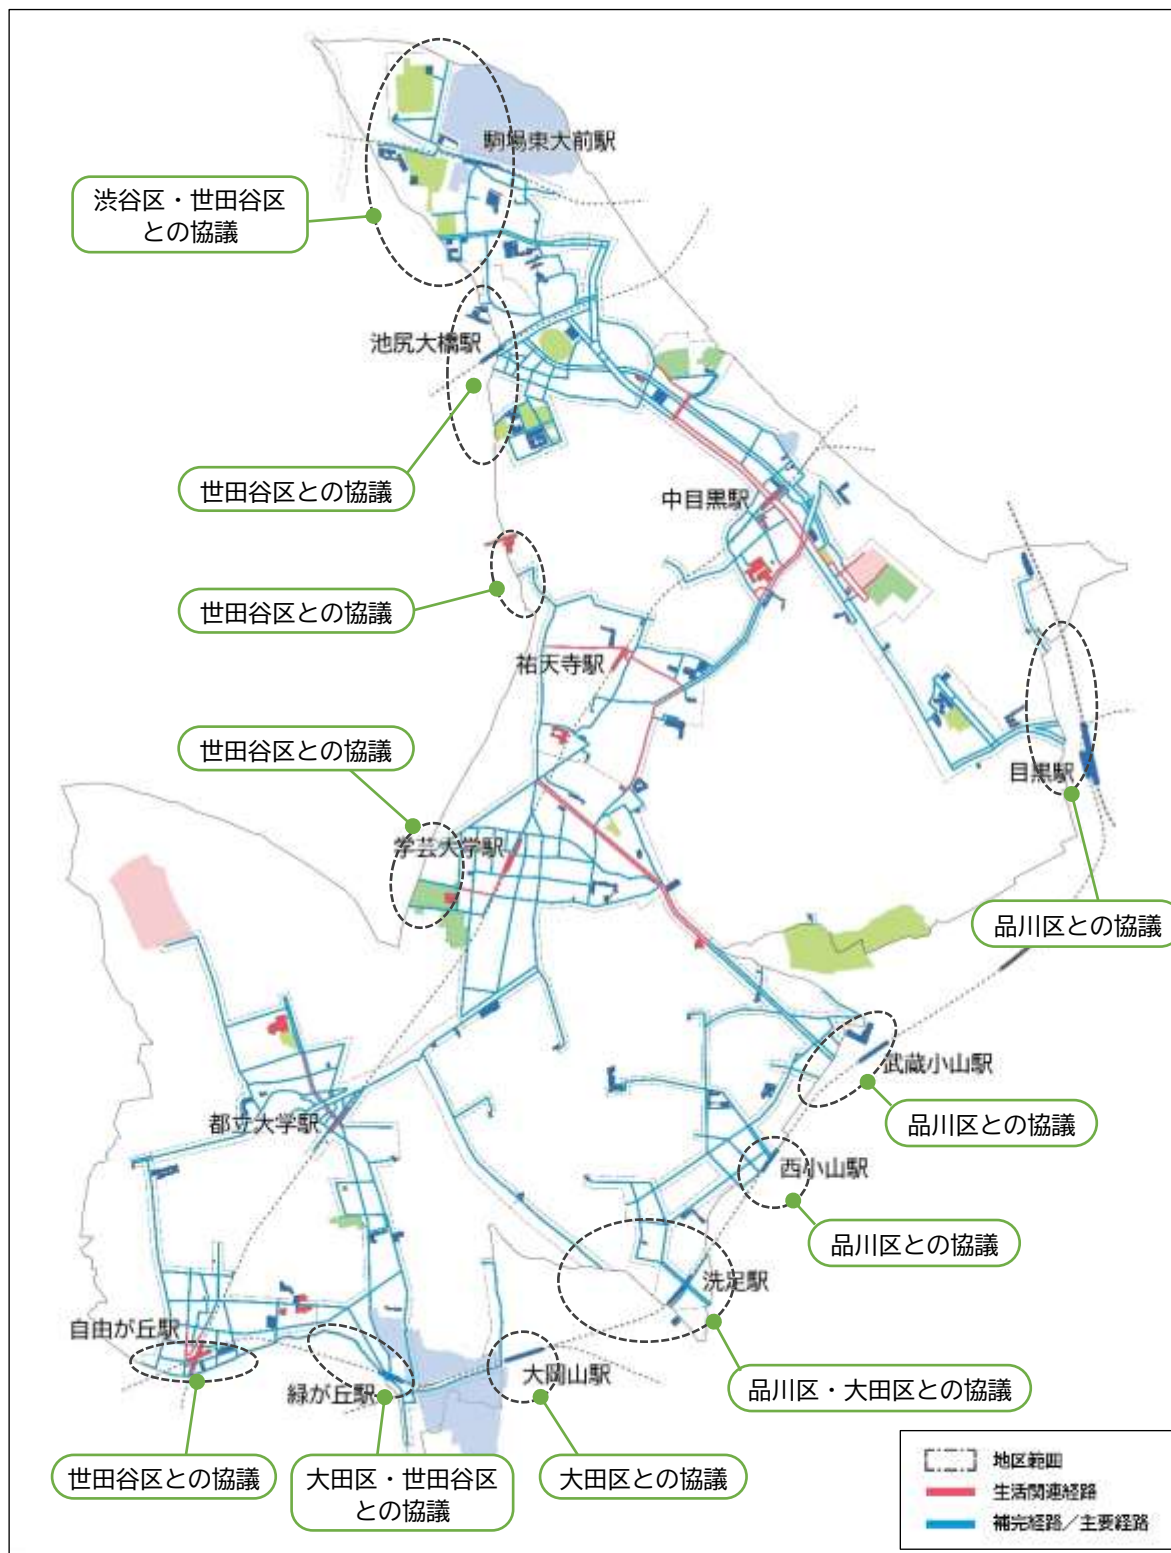 駒場東大前駅
渋谷区・世田谷区
との協議
池尻大橋駅
世田谷区との協議
中目黒駅
世田谷区との協議
祐天寺駅
世田谷区との協議
目黒駅
学芸大学駅
品川区との協議
武蔵小山駅
都立大学駅
品川区との協議
西小山駅
品川区との協議
洗足駅
自由が丘駅
大岡山駅
緑が丘駅
品川区・大田区との協議
世田谷区との協議
大田区・世田谷区
との協議
大田区との協議
地区範囲
生活関連経路
補完経路／主要経路